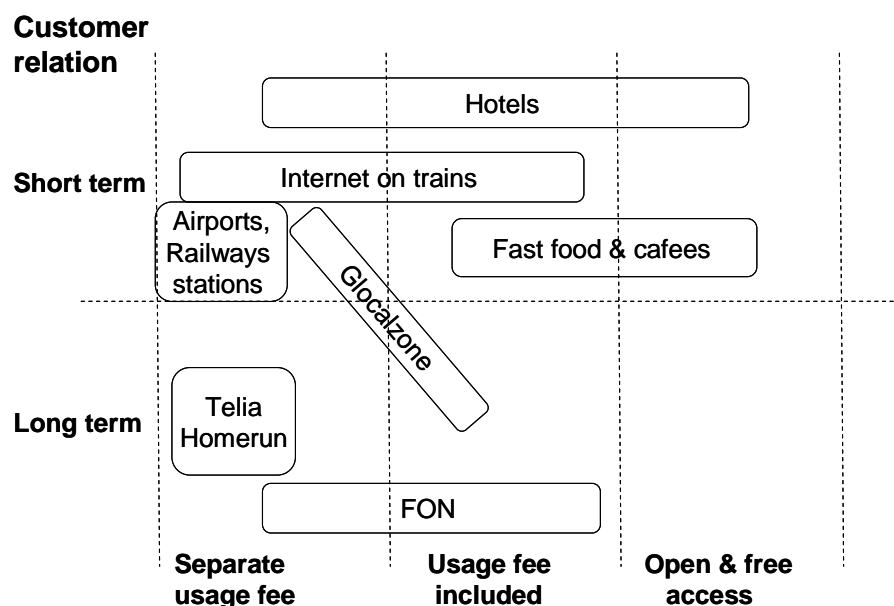 Customer
relation
Hotels
Short term
Internet on trains
Airports,
Railways
stations
Fast food & cafees
Glocalzone
Long term
Telia
Homerun
FON
Separate
usage fee
Usage fee
included
Open & free
access